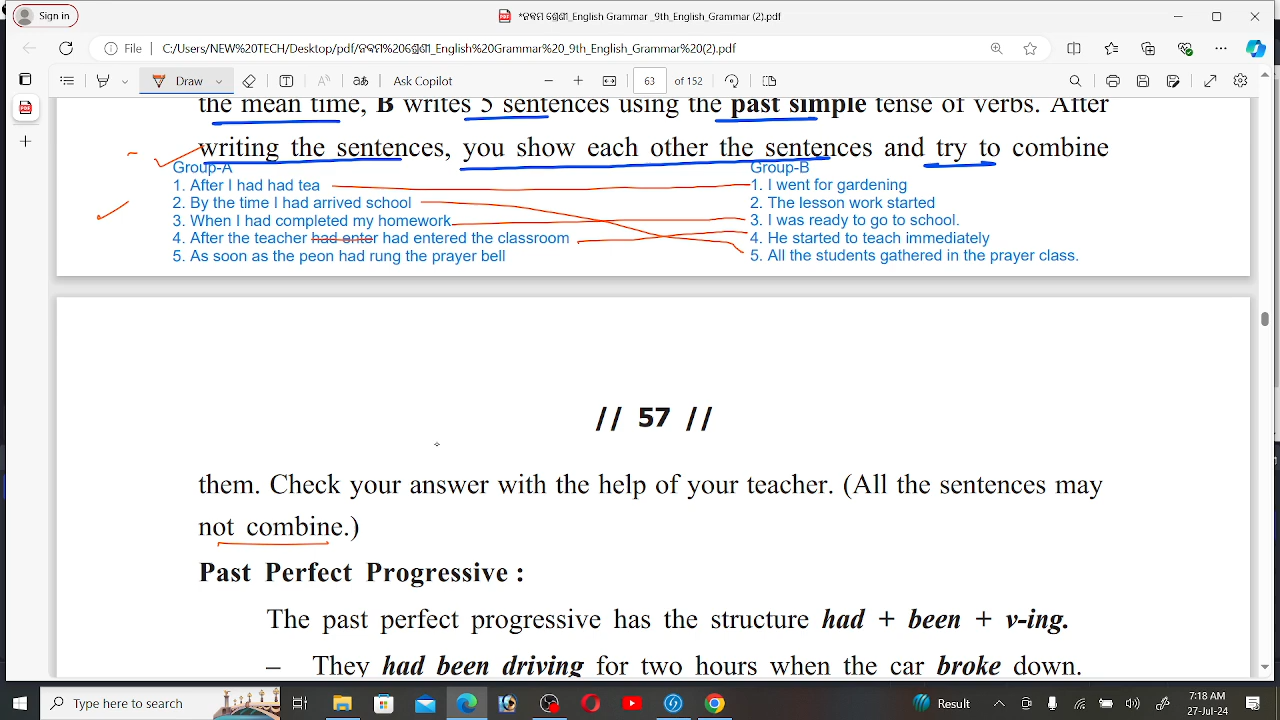 Sign in
*ଦଶମ ଶ୍ରେଣୀ_English Grammar _9th_English_Grammar (2).pdf
File | C:/Users/NEW%20TECH/Desktop/pdf/
Draw
Ask Copilot
63 of 152
the mean time, B writes 5 sentences using the past simple tense of verbs. After
writing the sentences, you show each other the sentences and try to combine
Group-A Group-B
1. After I had had tea 1. I went for gardening
2. By the time I had arrived school 2. The lesson work started
3. When I had completed my homework 3. I was ready to go to school.
4. After the teacher had enter had entered the classroom 4. He started to teach immediately
5. As soon as the peon had rung the prayer bell 5. All the students gathered in the prayer class.
// 57 //
them. Check your answer with the help of your teacher. (All the sentences may
not combine.)
Past Perfect Progressive :
The past perfect progressive has the structure had + been + v-ing.
– They had been driving for two hours when the car broke down.
Type here to search
Result
7:18 AM
27-Jul-24